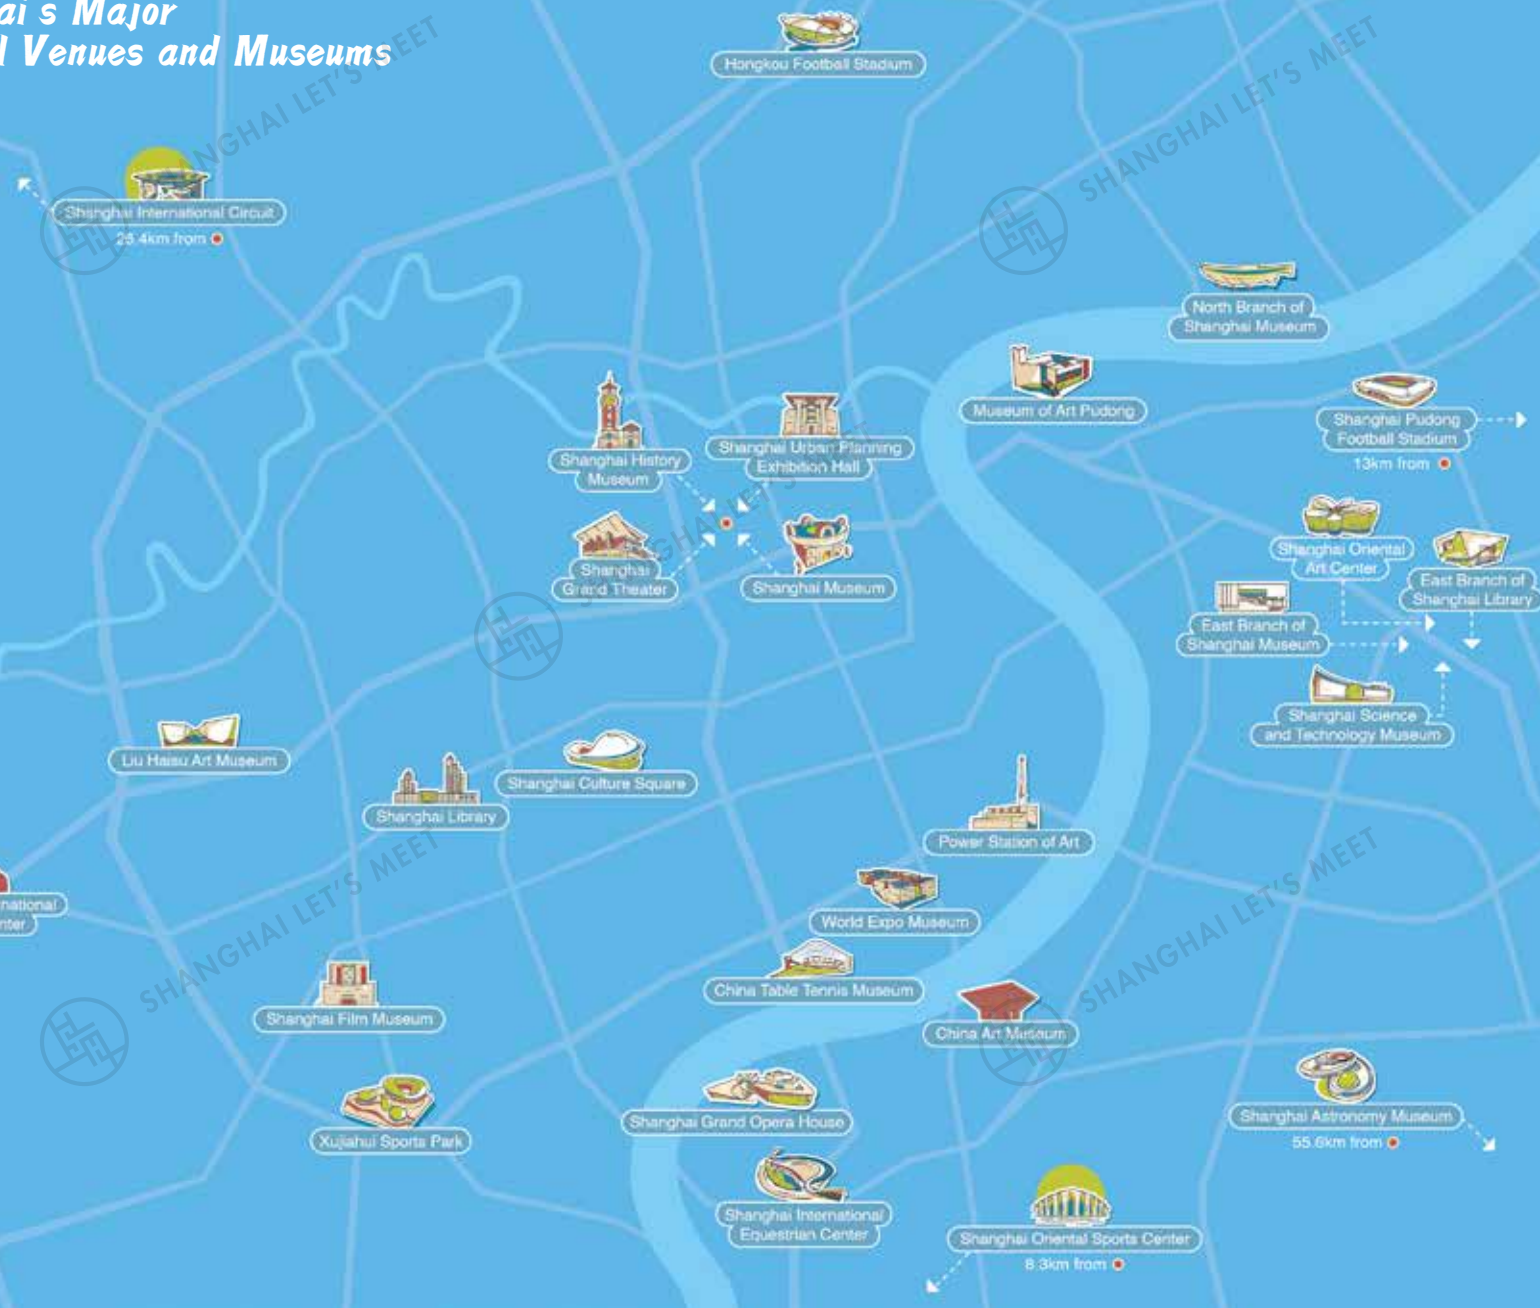 ai s Major
l Venues and Museums
Hongkou Football Stadium
SHANGHAI LET'S MEET
SHANGHAI LET'S MEET
Shanghai International Circuit
26.4km from
North Branch of
Shanghai Museum
Museum of Art Pudong
Shanghai Pudong
Football Stadium
13km from
Shanghai History
Museum
Shanghai Urban Planning
Exhibition Hall
Shanghai
Grand Theater
Shanghai Museum
SHANGHAI LET'S MEET
Shanghai Oriental
Art Center
East Branch of
Shanghai Library
East Branch of
Shanghai Museum
Shanghai Science
and Technology Museum
Liu Haisu Art Museum
Shanghai Culture Square
Shanghai Library
Power Station of Art
national
nter
World Expo Museum
SHANGHAI LET'S MEET
SHANGHAI LET'S MEET
China Table Tennis Museum
Shanghai Film Museum
China Art Museum
Shanghai Grand Opera House
Shanghai Astronomy Museum
55.6km from
Xujiahui Sports Park
Shanghai International
Equestrian Center
Shanghai Oriental Sports Center
8.3km from